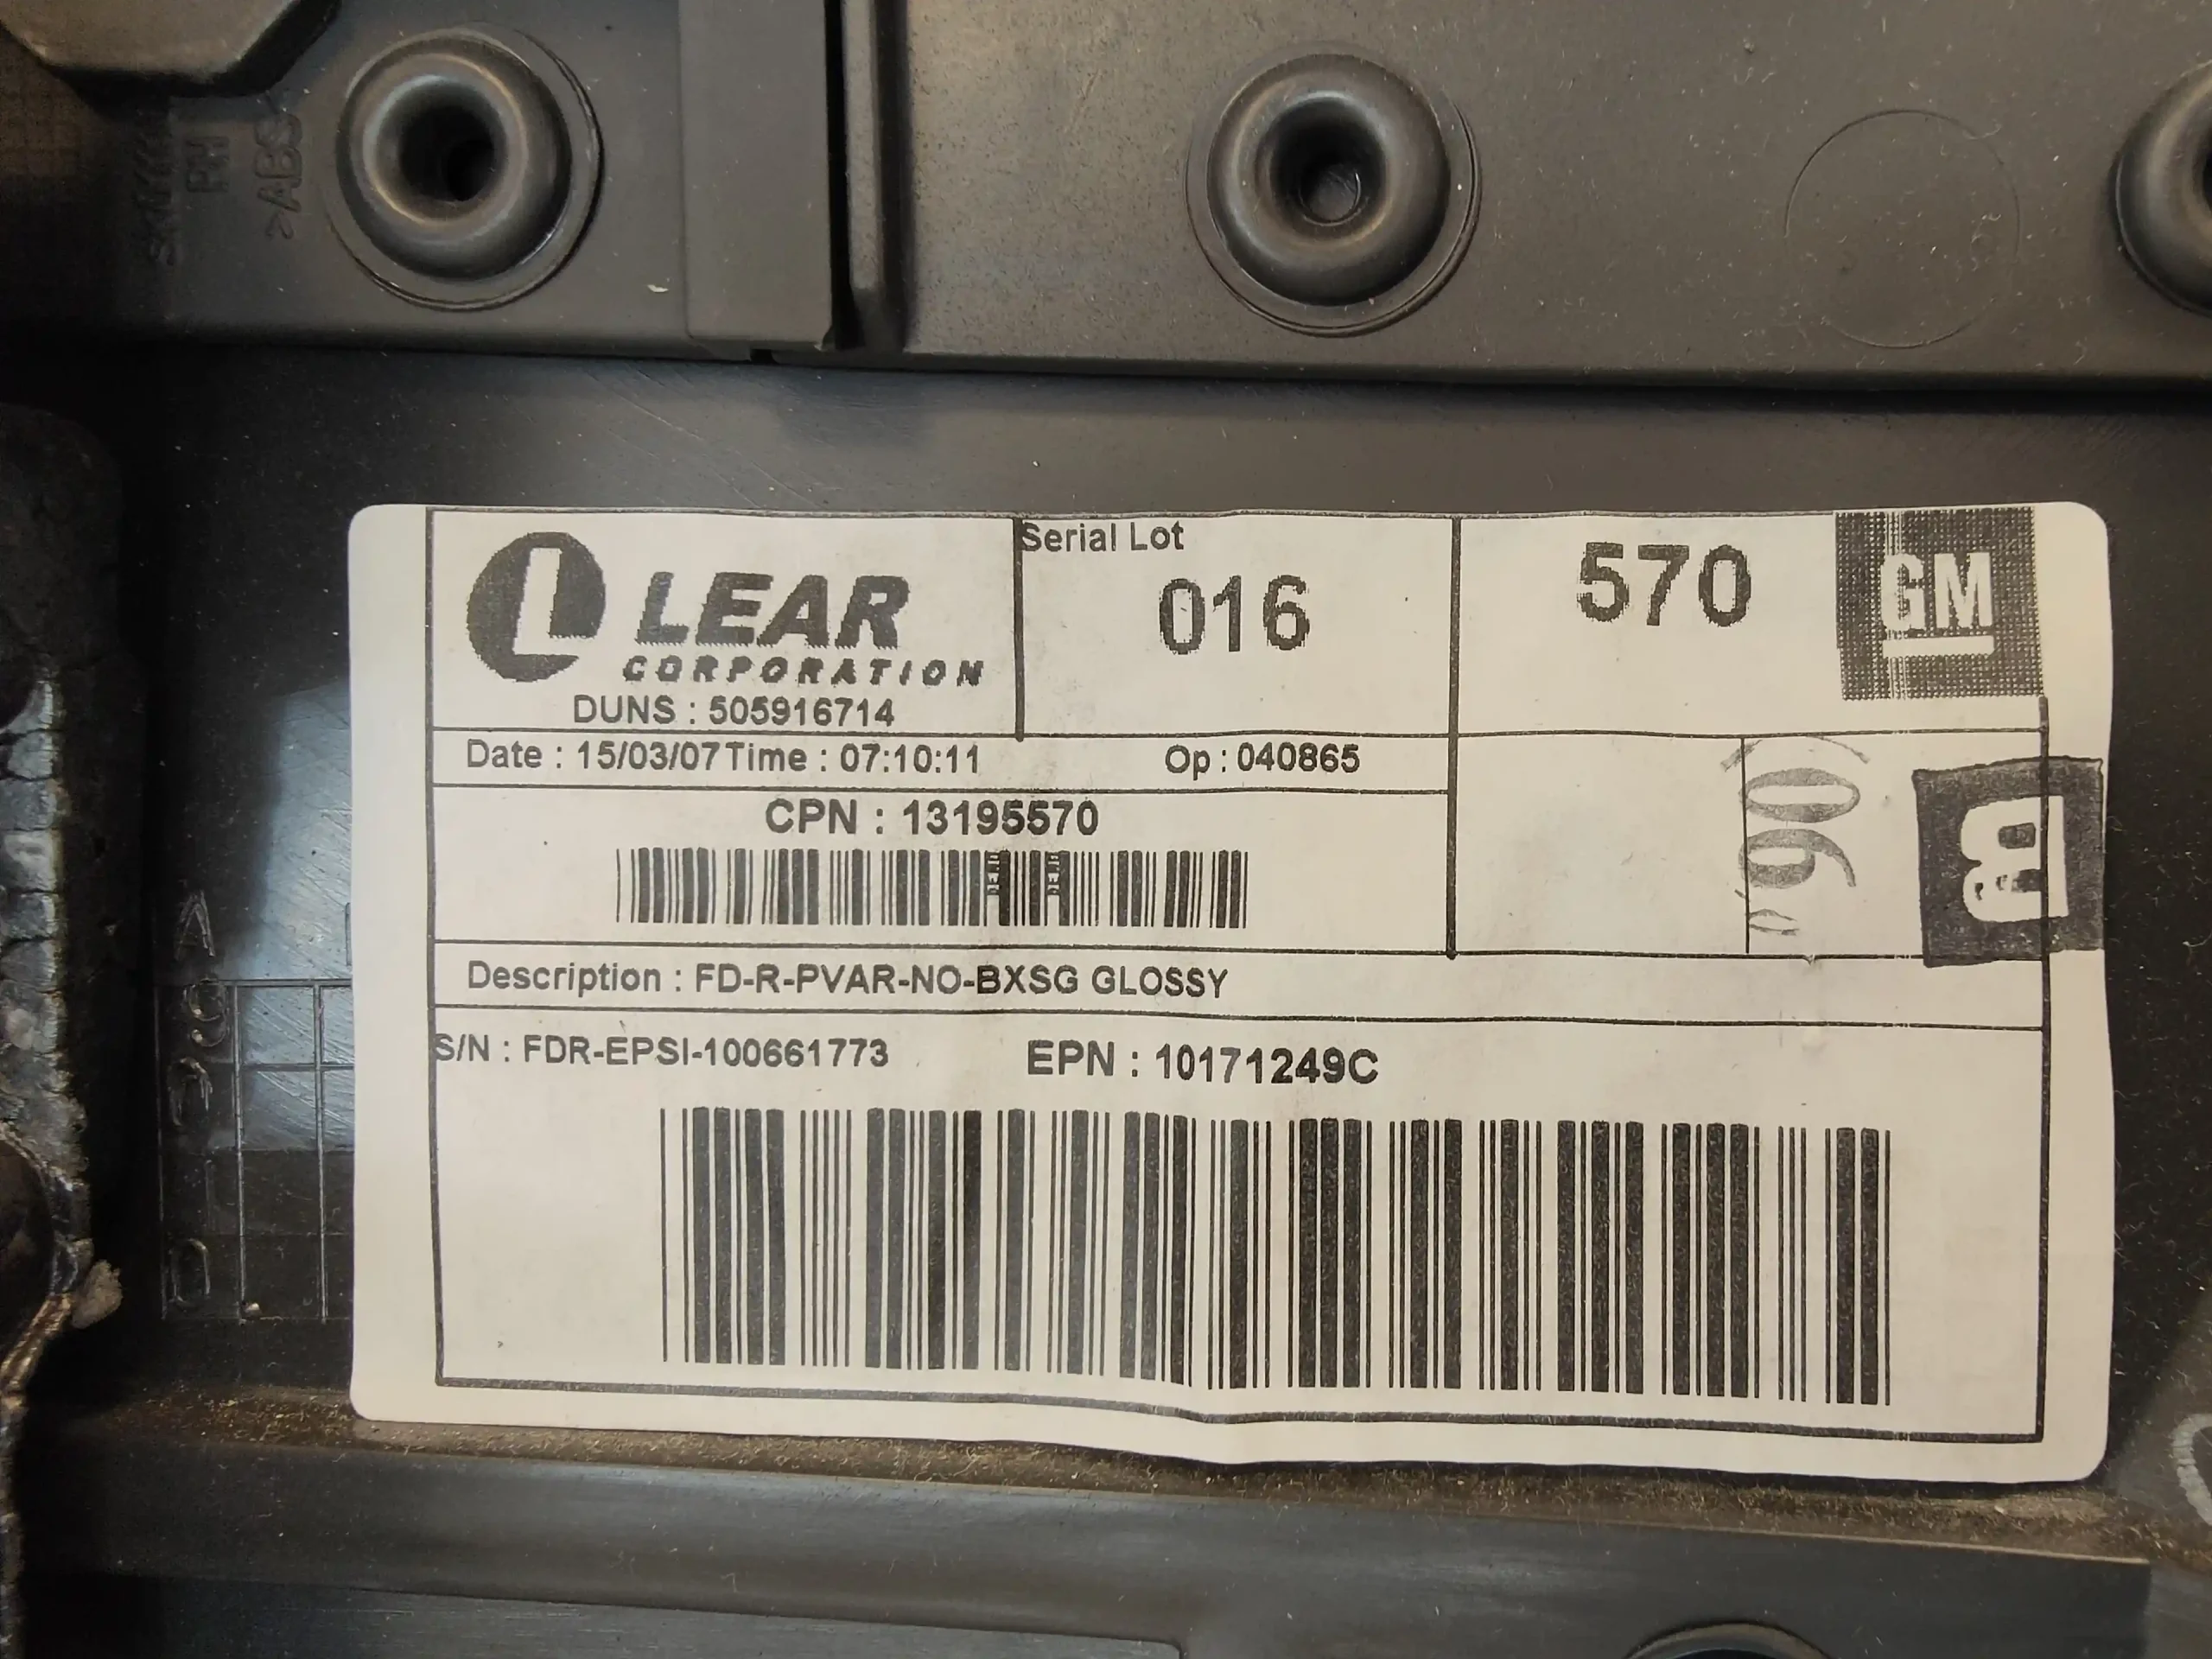 PH
>ABS
L LEAR
CORPORATION
DUNS : 505916714
Serial Lot
016
570
GM
Date : 15/03/07 Time : 07:10:11
Op : 040865
CPN : 13195570
B
Description : FD-R-PVAR-NO-BXSG GLOSSY
S/N : FDR-EPSI-100661773
EPN : 10171249C